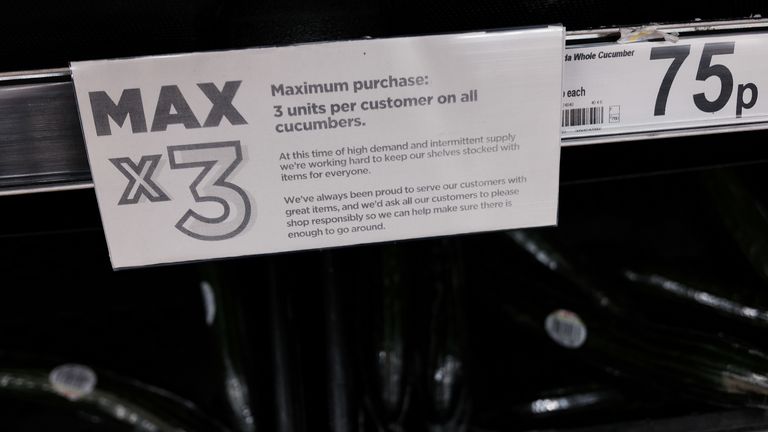 MAX
x3
Maximum purchase:
3 units per customer on all
cucumbers.
At this time of high demand and intermittent supply
we're working hard to keep our shelves stocked with
items for everyone.
We've always been proud to serve our customers with
great items, and we'd ask all our customers to please
shop responsibly so we can help make sure there is
enough to go around.
da Whole Cucumber
each
75p